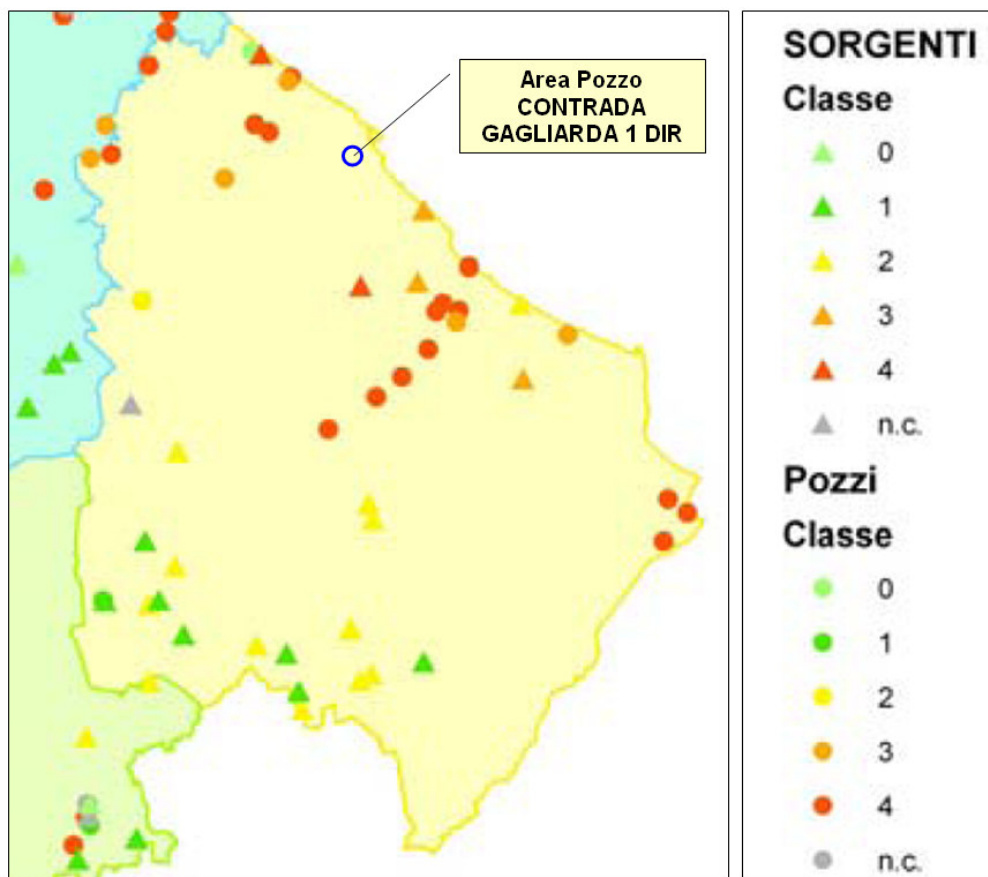 Area Pozzo
CONTRADA
GAGLIARDA 1 DIR
SORGENTI
Classe
0
1
2
3
4
n.c.
Pozzi
Classe
0
1
2
3
4
n.c.